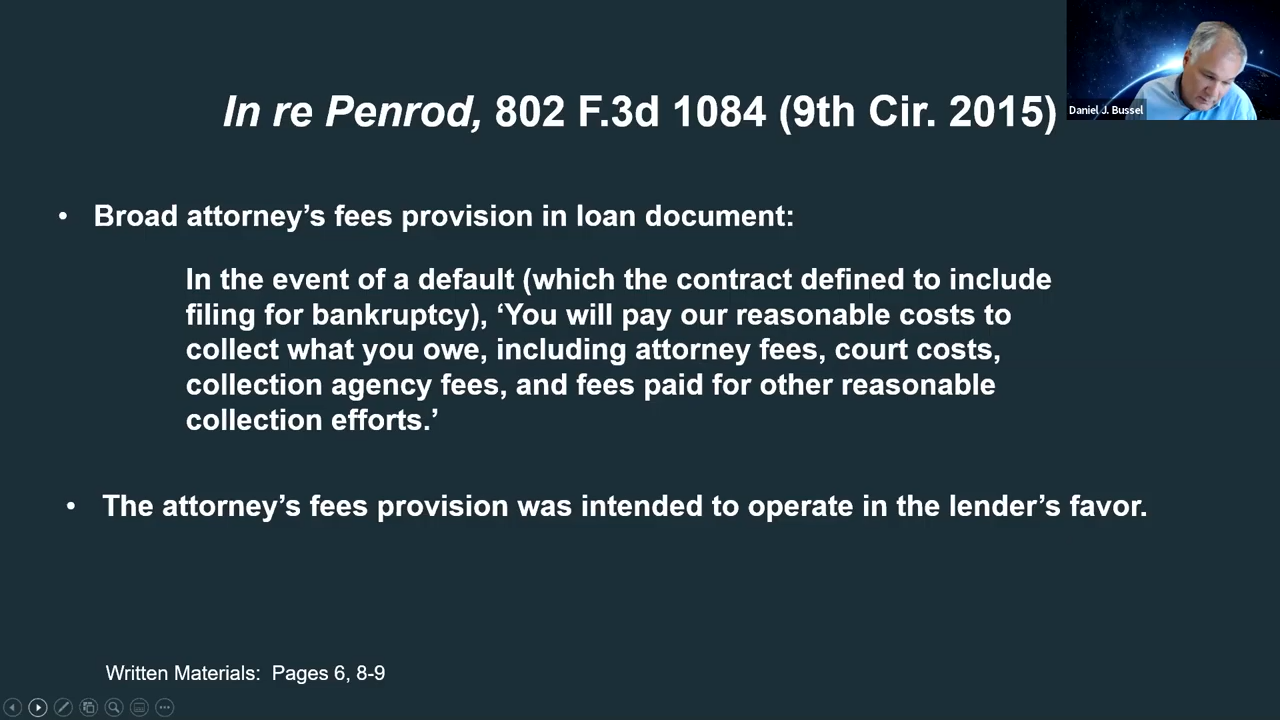 In re Penrod, 802 F.3d 1084 (9th Cir. 2015)
Daniel J. Bussel
• Broad attorney’s fees provision in loan document:
In the event of a default (which the contract defined to include
filing for bankruptcy), ‘You will pay our reasonable costs to
collect what you owe, including attorney fees, court costs,
collection agency fees, and fees paid for other reasonable
collection efforts.’
• The attorney’s fees provision was intended to operate in the lender’s favor.
Written Materials: Pages 6, 8-9